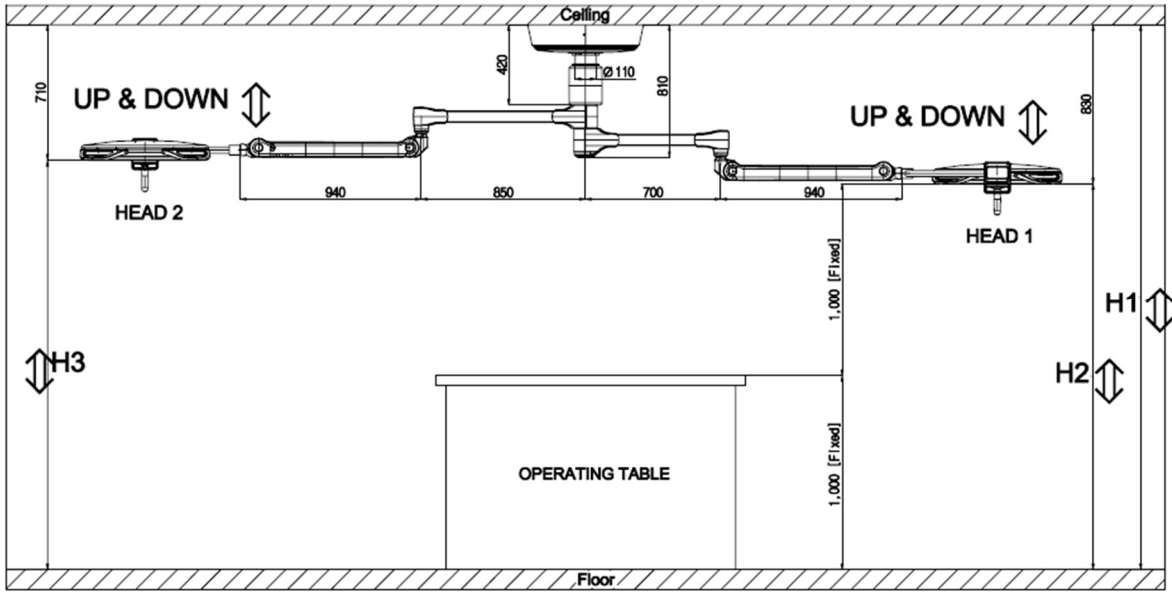 Ceiling
710
420
Ø110
810
830
UP & DOWN
UP & DOWN
940
850
700
940
HEAD 2
HEAD 1
1,000 [Fixed]
H1
H3
H2
OPERATING TABLE
1,000 [Fixed]
Floor